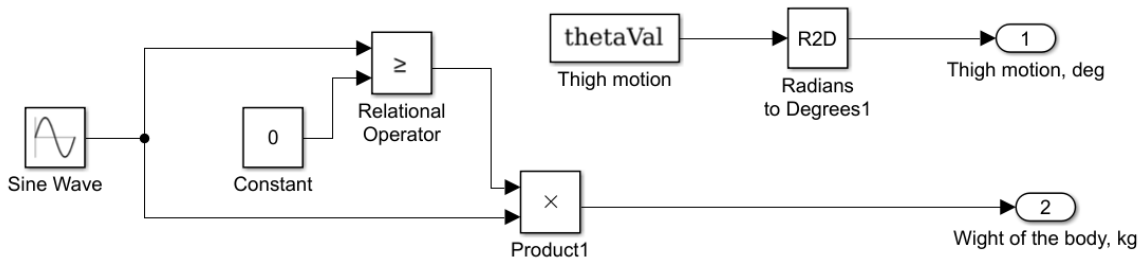 thetaVal
Thigh motion
R2D
Radians
to Degrees1
1
Thigh motion, deg
≥
Relational
Operator
0
Constant
Sine Wave
×
Product1
2
Wight of the body, kg